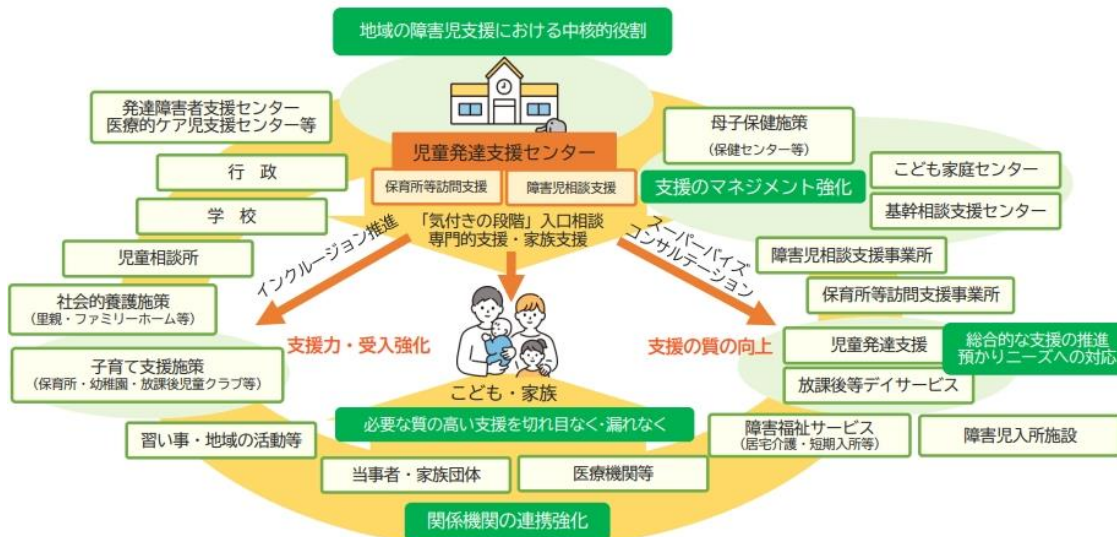 地域の障害児支援における中核的役割
発達障害者支援センター
医療的ケア児支援センター等
行 政
学 校
児童相談所
社会的養護施策
（里親・ファミリーホーム等）
子育て支援施策
（保育所・幼稚園・放課後児童クラブ等）
習い事・地域の活動等
児童発達支援センター
保育所等訪問支援
障害児相談支援
「気付きの段階」入口相談
専門的支援・家族支援
インクルージョン推進
スーパーバイズ
コンサルテーション
支援力・受入強化
支援の質の向上
こども・家族
必要な質の高い支援を切れ目なく・漏れなく
当事者・家族団体
医療機関等
関係機関の連携強化
母子保健施策
（保健センター等）
支援のマネジメント強化
こども家庭センター
基幹相談支援センター
障害児相談支援事業所
保育所等訪問支援事業所
児童発達支援
放課後等デイサービス
総合的な支援の推進
預かりニーズへの対応
障害福祉サービス
（居宅介護・短期入所等）
障害児入所施設